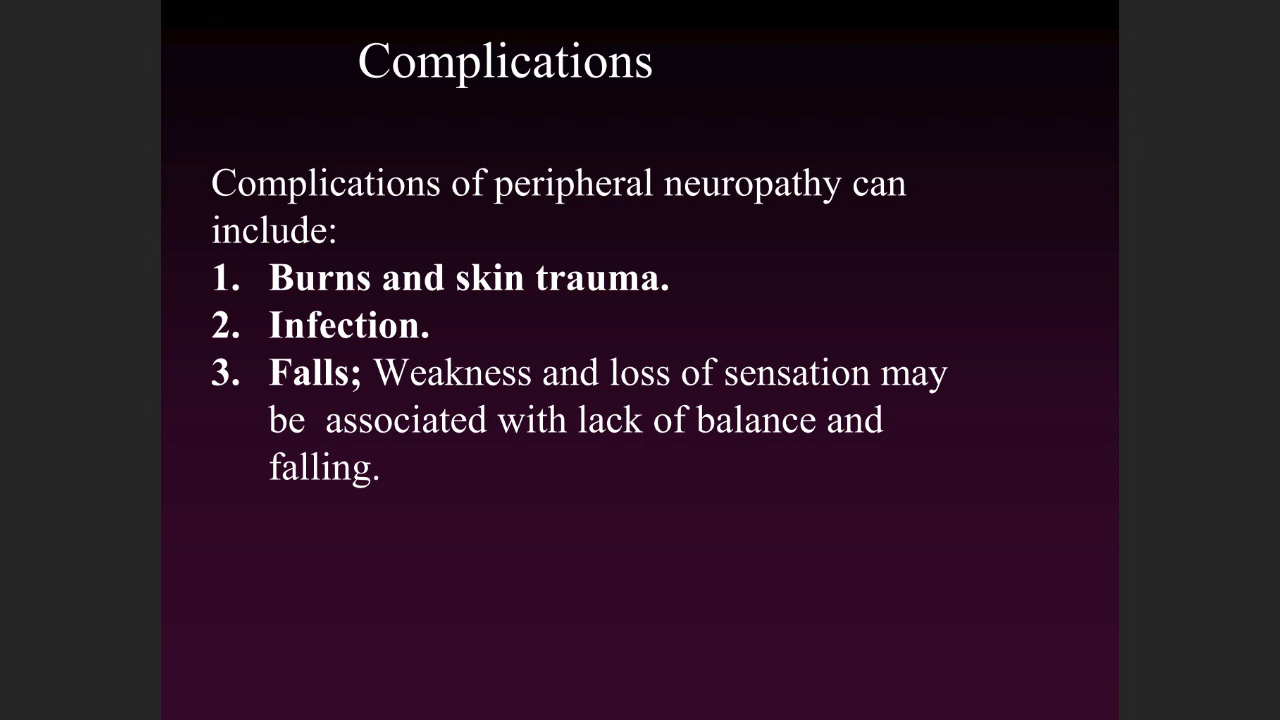 Complications
Complications of peripheral neuropathy can
include:
1. Burns and skin trauma.
2. Infection.
3. Falls; Weakness and loss of sensation may
be  associated with lack of balance and
falling.